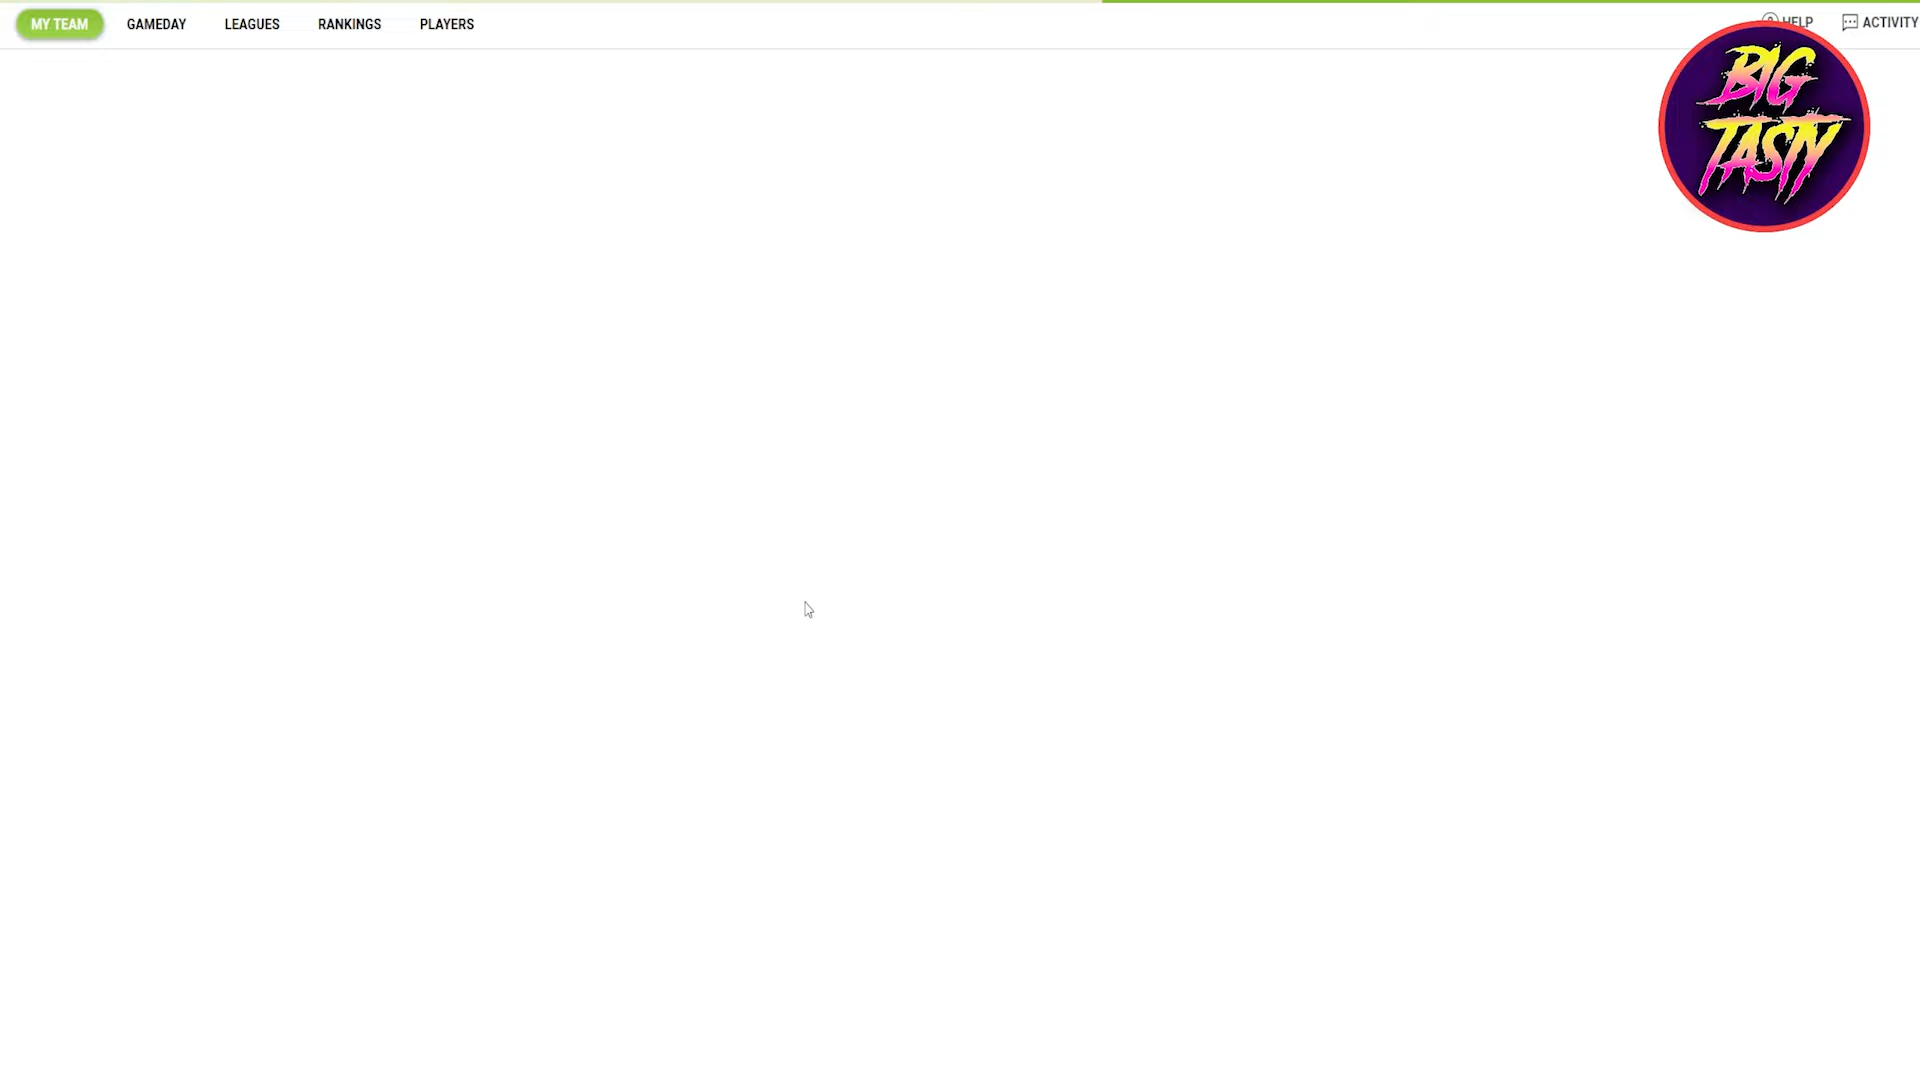 MY TEAM
GAMEDAY
LEAGUES
RANKINGS
PLAYERS
HELP
ACTIVITY
BIG
TASTY